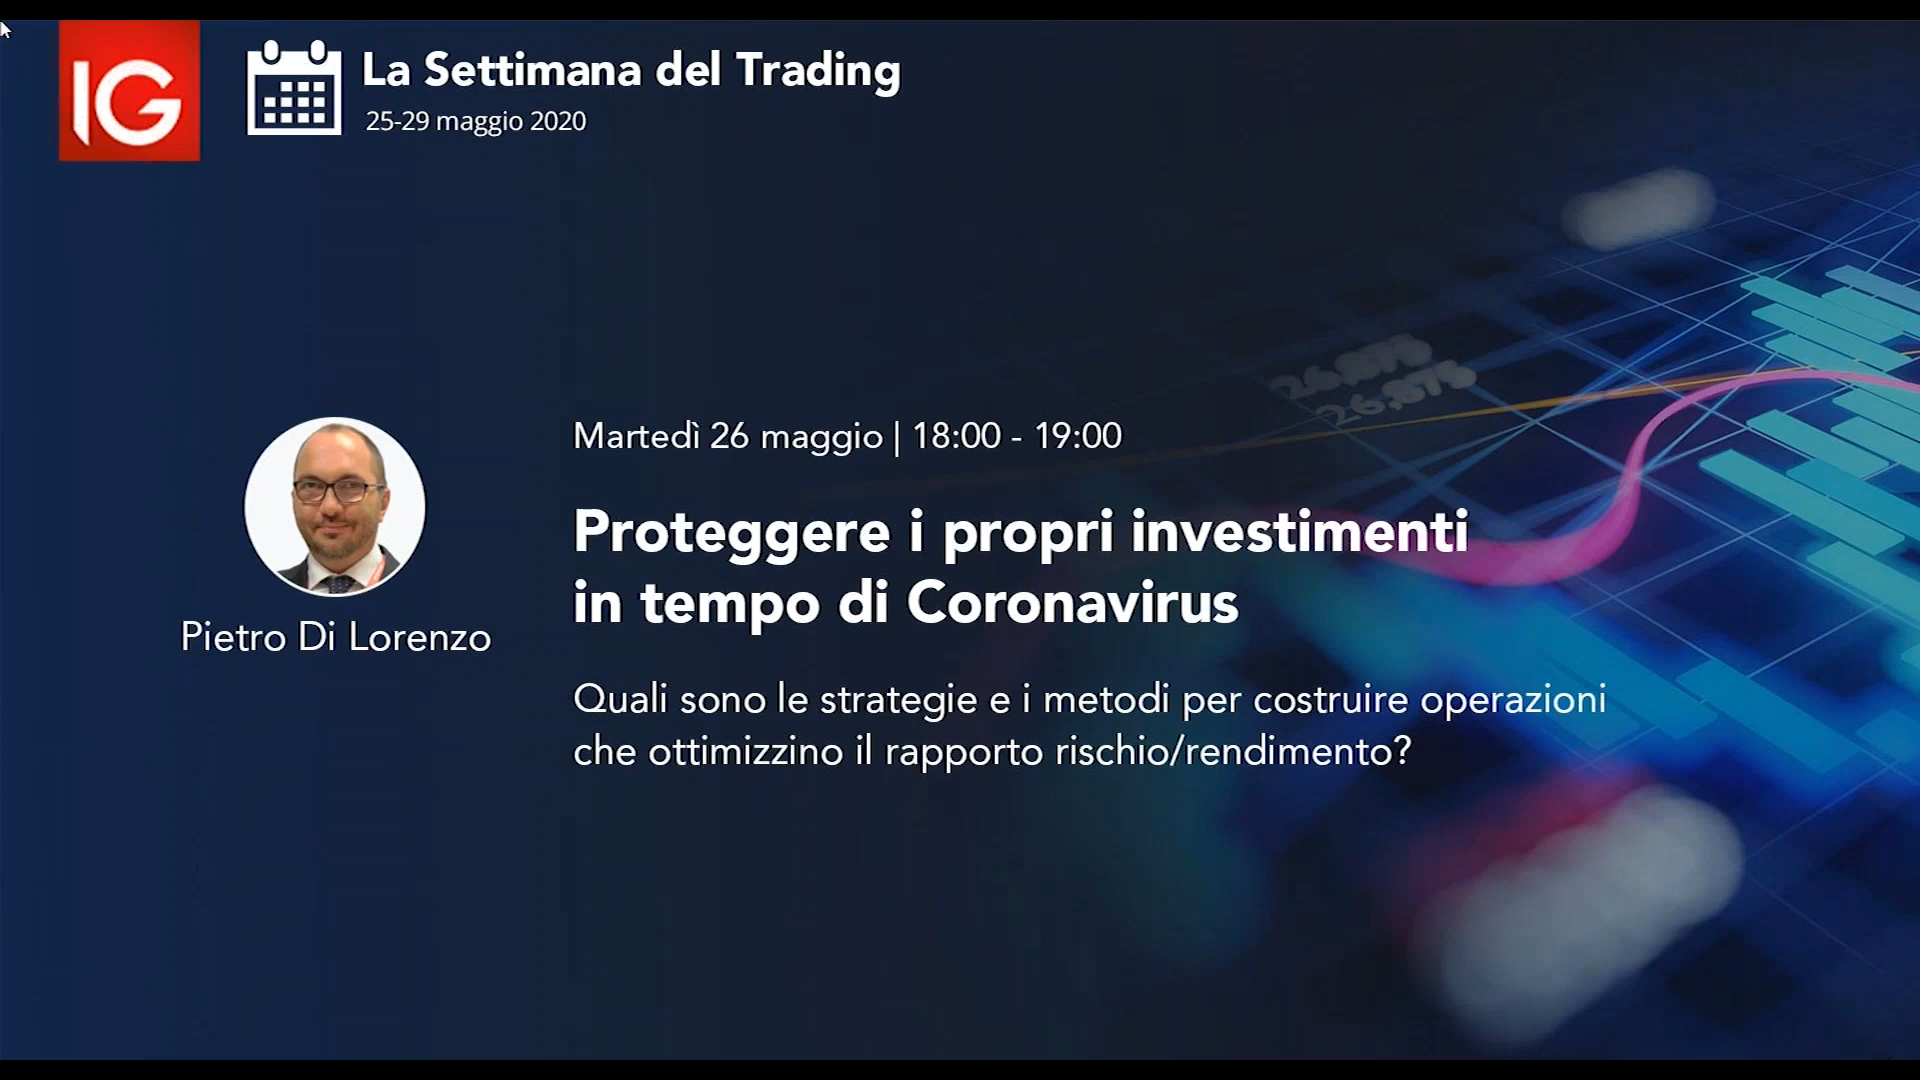 IG
La Settimana del Trading
25-29 maggio 2020
Martedì 26 maggio | 18:00 - 19:00
Proteggere i propri investimenti
in tempo di Coronavirus
Pietro Di Lorenzo
Quali sono le strategie e i metodi per costruire operazioni
che ottimizzino il rapporto rischio/rendimento?
26.875